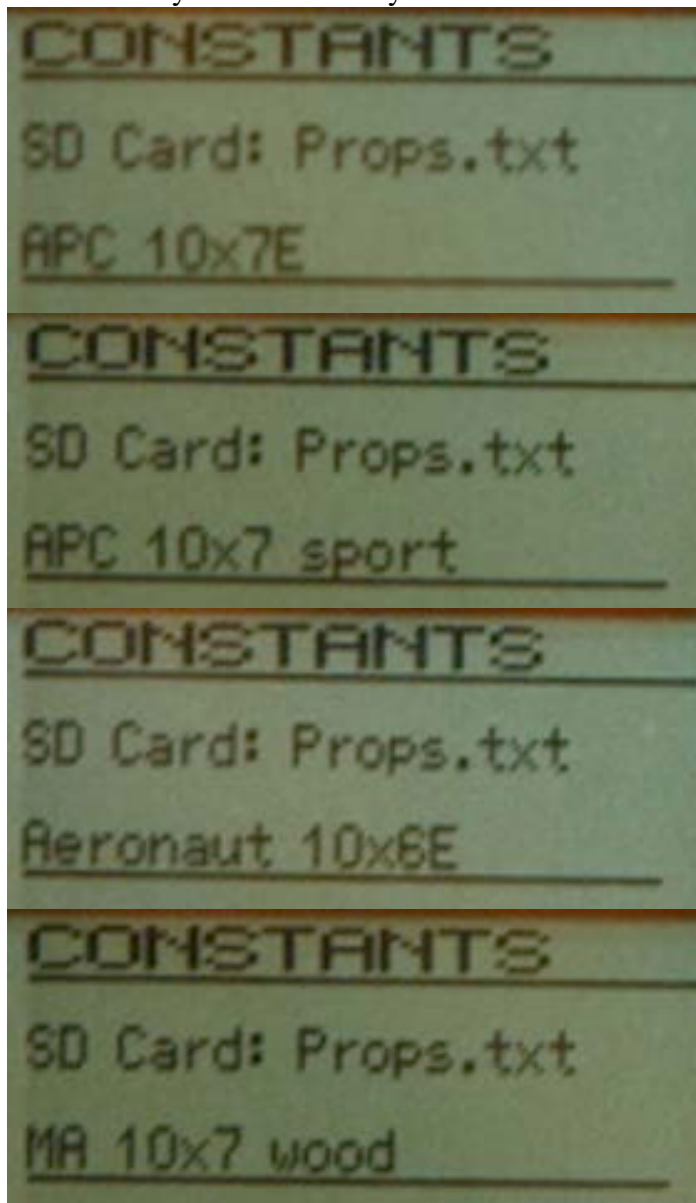 CONSTANTS
SD Card: Props.txt
APC 10x7E
CONSTANTS
SD Card: Props.txt
APC 10x7 sport
CONSTANTS
SD Card: Props.txt
Aeronaut 10x6E
CONSTANTS
SD Card: Props.txt
MA 10x7 wood